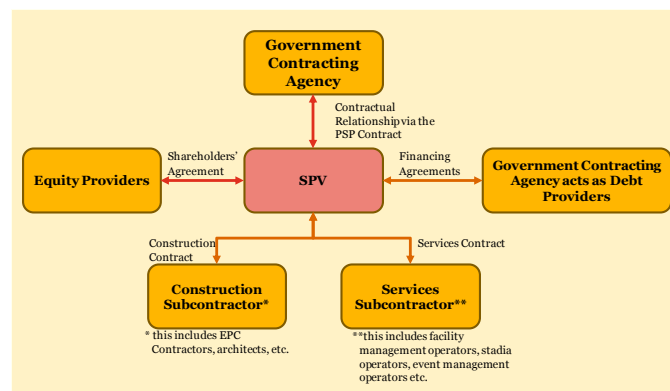 Government
Contracting
Agency
Contractual
Relationship via the
PSP Contract
Shareholders'
Agreement
Financing
Agreements
Equity Providers
SPV
Government Contracting
Agency acts as Debt
Providers
Construction
Contract
Services Contract
Construction
Subcontractor*
Services
Subcontractor**
* this includes EPC
Contractors, architects, etc.
**this includes facility
management operators, stadia
operators, event management
operators etc.